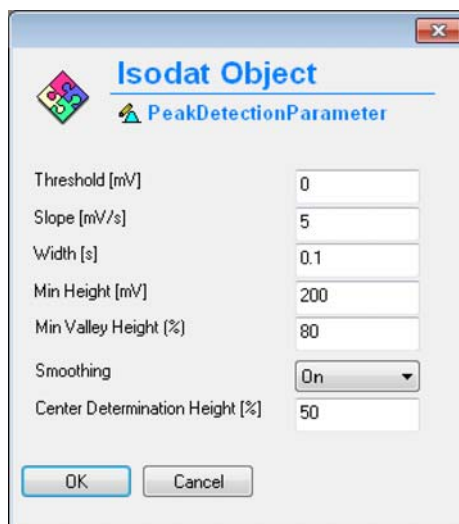 Isodat Object
PeakDetectionParameter
Threshold [mV] 0
Slope [mV/s] 5
Width [s] 0.1
Min Height [mV] 200
Min Valley Height (%) 80
Smoothing On
Center Determination Height [%] 50
OK Cancel